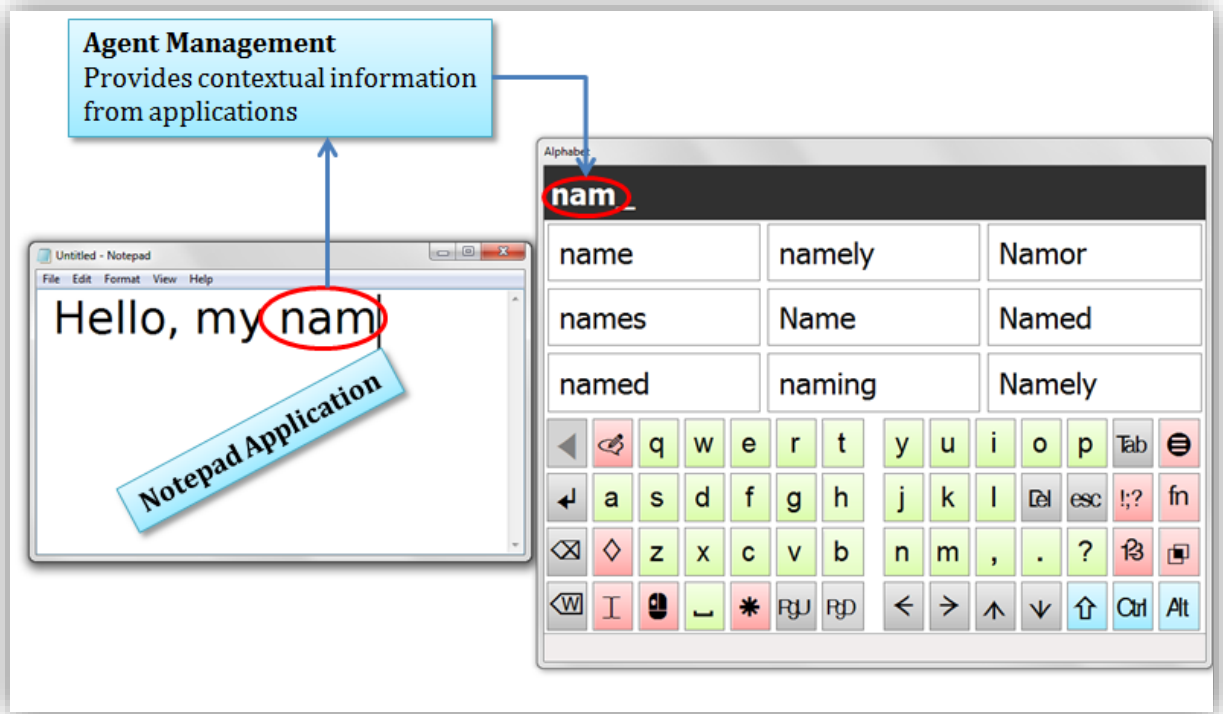 Agent Management
Provides contextual information
from applications
Alphabet
nam_
Untitled - Notepad
File Edit Format View Help
Hello, my nam
Notepad Application
name namely Namor
names Name Named
named naming Namely
q w e r t y u i o p Tab
a s d f g h j k l Del esc !;? fn
z x c v b n m , . ? 123
W PgU PgD Ctrl Alt